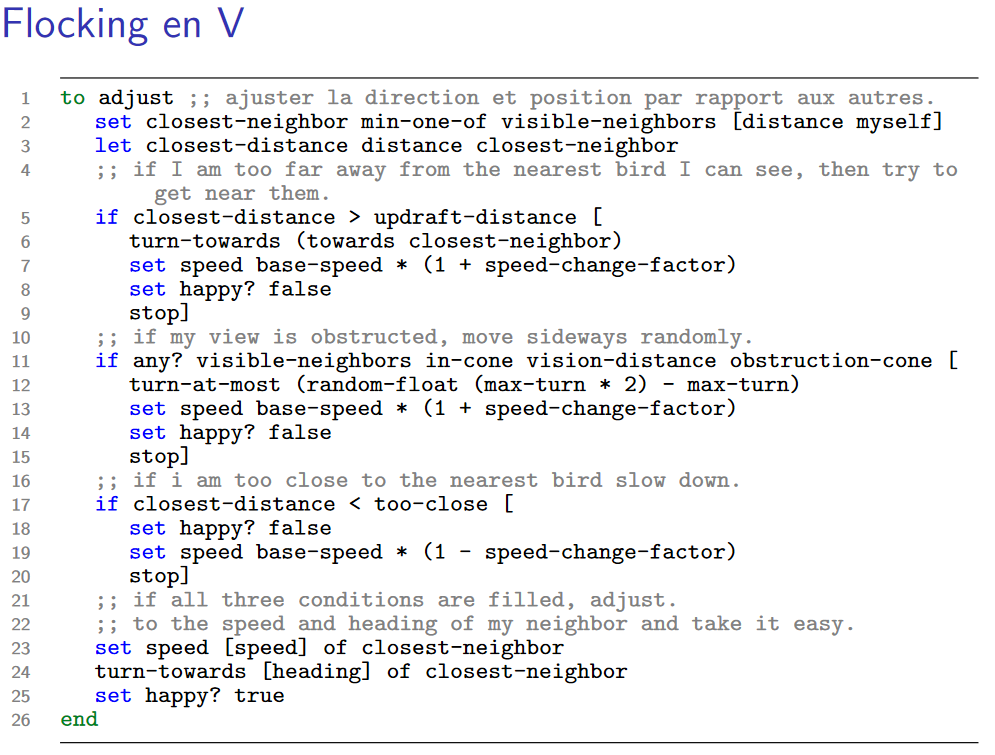 Flocking en V
1 to adjust ;; ajuster la direction et position par rapport aux autres.
2 set closest-neighbor min-one-of visible-neighbors [distance myself]
3 let closest-distance distance closest-neighbor
4 ;; if I am too far away from the nearest bird I can see, then try to
get near them.
5 if closest-distance > updraft-distance [
6 turn-towards (towards closest-neighbor)
7 set speed base-speed * (1 + speed-change-factor)
8 set happy? false
9 stop]
10 ;; if my view is obstructed, move sideways randomly.
11 if any? visible-neighbors in-cone vision-distance obstruction-cone [
12 turn-at-most (random-float (max-turn * 2) - max-turn)
13 set speed base-speed * (1 + speed-change-factor)
14 set happy? false
15 stop]
16 ;; if i am too close to the nearest bird slow down.
17 if closest-distance < too-close [
18 set happy? false
19 set speed base-speed * (1 - speed-change-factor)
20 stop]
21 ;; if all three conditions are filled, adjust.
22 ;; to the speed and heading of my neighbor and take it easy.
23 set speed [speed] of closest-neighbor
24 turn-towards [heading] of closest-neighbor
25 set happy? true
26 end